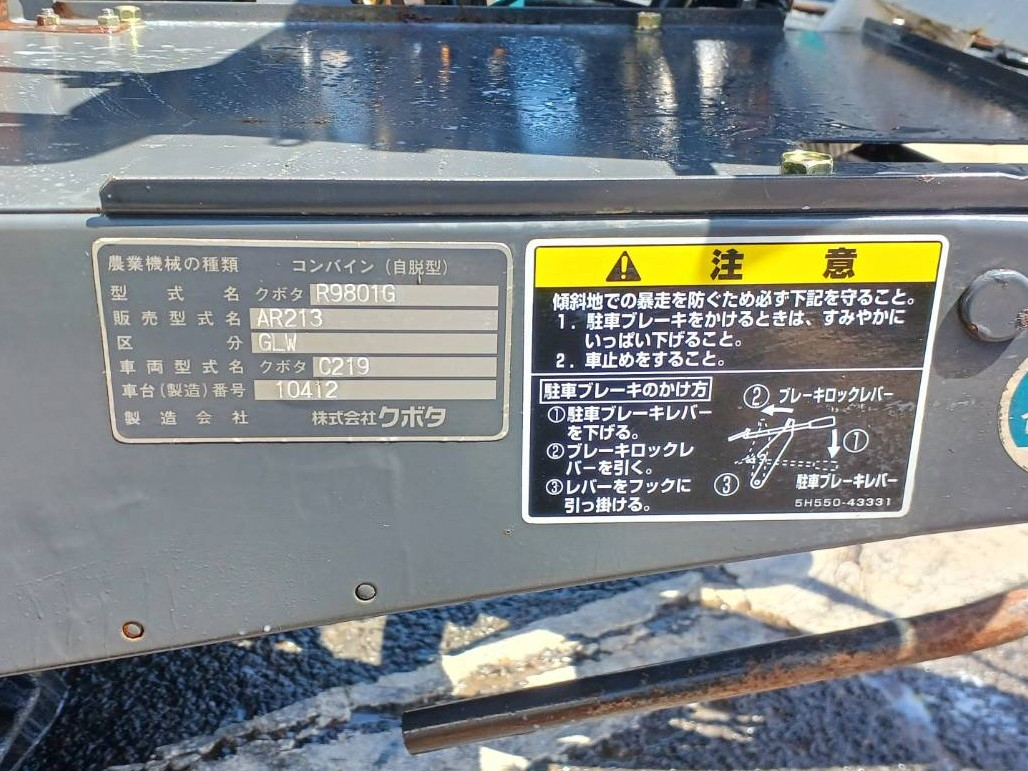 農業機械の種類 コンバイン(自脱型)
型式名 クボタ R9801G
販売型式名 AR213
区分 GLW
車両型式名 クボタ C219
車台(製造)番号 10412
製造会社 株式会社クボタ
注意
傾斜地での暴走を防ぐため必ず下記を守ること。
1. 駐車ブレーキをかけるときは、すみやかに
いっぱい下げること。
2. 車止めをすること。
駐車ブレーキのかけ方
①駐車ブレーキレバー
を下げる。
②ブレーキロックレ
バーを引く。
③レバーをフックに
引っ掛ける。
② ブレーキロックレバー
①
③ 駐車ブレーキレバー
5H550-43331